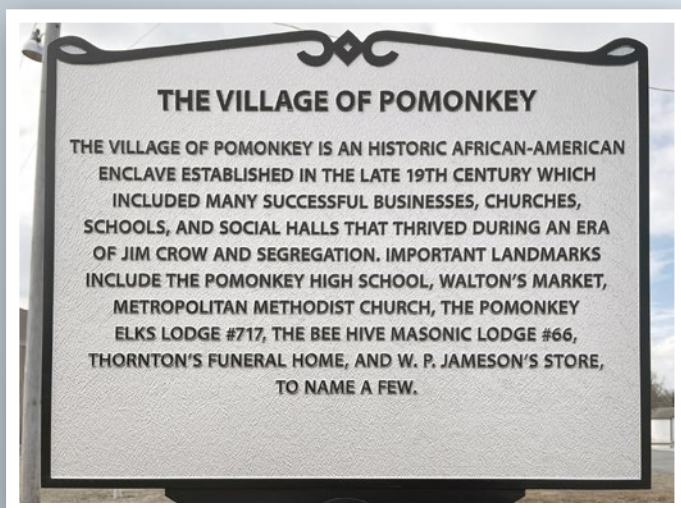 THE VILLAGE OF POMONKEY
THE VILLAGE OF POMONKEY IS AN HISTORIC AFRICAN-AMERICAN
ENCLAVE ESTABLISHED IN THE LATE 19TH CENTURY WHICH
INCLUDED MANY SUCCESSFUL BUSINESSES, CHURCHES,
SCHOOLS, AND SOCIAL HALLS THAT THRIVED DURING AN ERA
OF JIM CROW AND SEGREGATION. IMPORTANT LANDMARKS
INCLUDE THE POMONKEY HIGH SCHOOL, WALTON'S MARKET,
METROPOLITAN METHODIST CHURCH, THE POMONKEY
ELKS LODGE #717, THE BEE HIVE MASONIC LODGE #66,
THORNTON'S FUNERAL HOME, AND W. P. JAMESON'S STORE,
TO NAME A FEW.